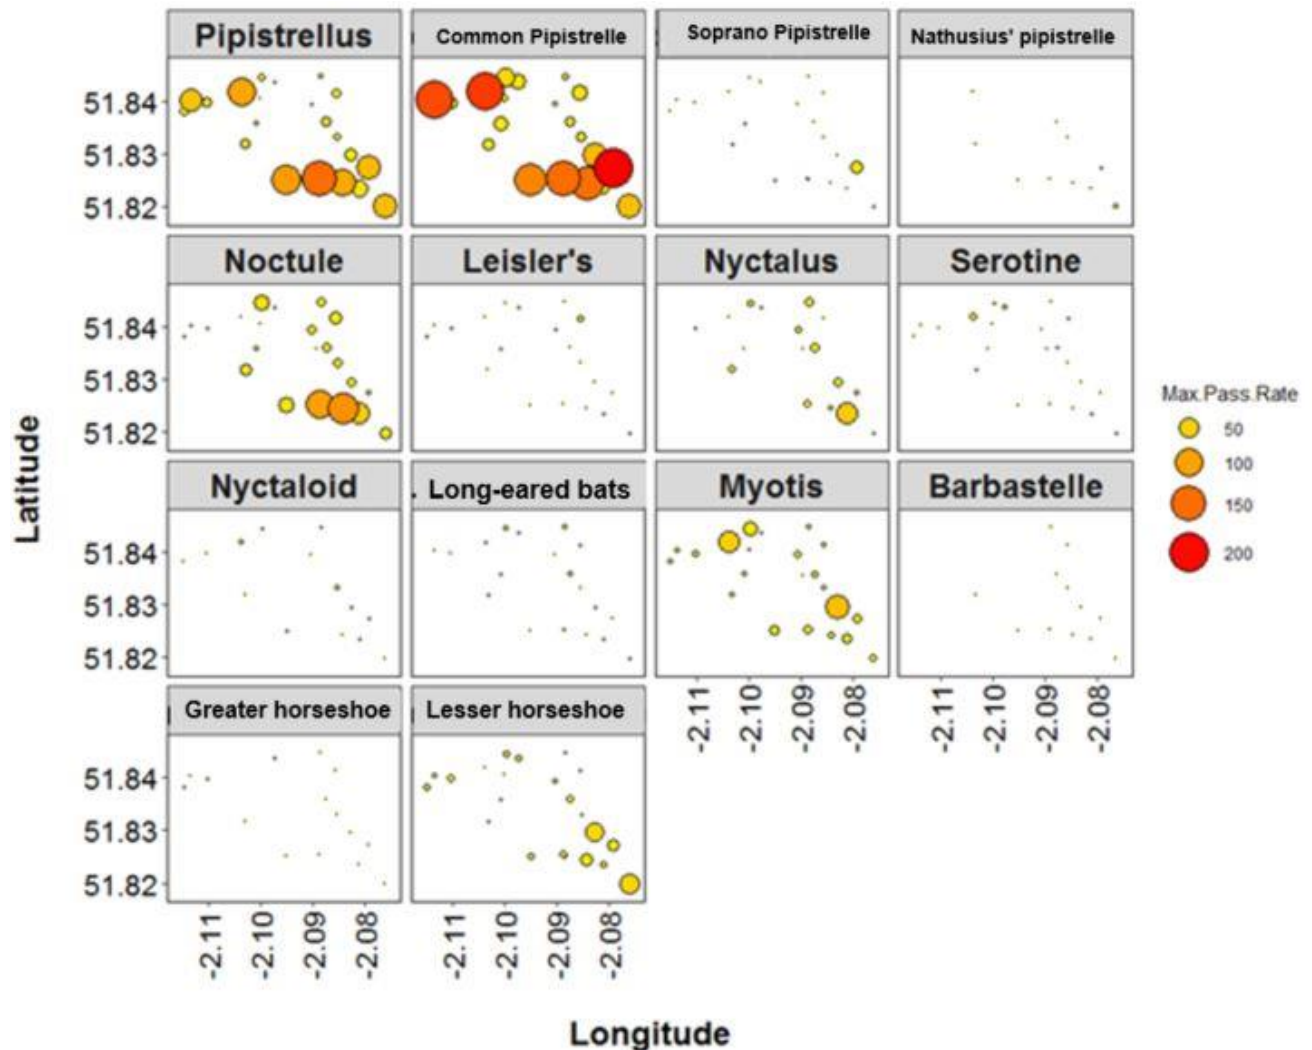 Pipistrellus Common Pipistrelle Soprano Pipistrelle Nathusius' pipistrelle
51.84
51.83
51.82
Noctule Leisler's Nyctalus Serotine
51.84
51.83
51.82
Nyctaloid . Long-eared bats Myotis Barbastelle
51.84
51.83
51.82
-2.11 -2.10 -2.09 -2.08 -2.11 -2.10 -2.09 -2.08
Greater horseshoe Lesser horseshoe
51.84
51.83
51.82
-2.11 -2.10 -2.09 -2.08 -2.11 -2.10 -2.09 -2.08
Latitude
Longitude
Max.Pass.Rate
50
100
150
200